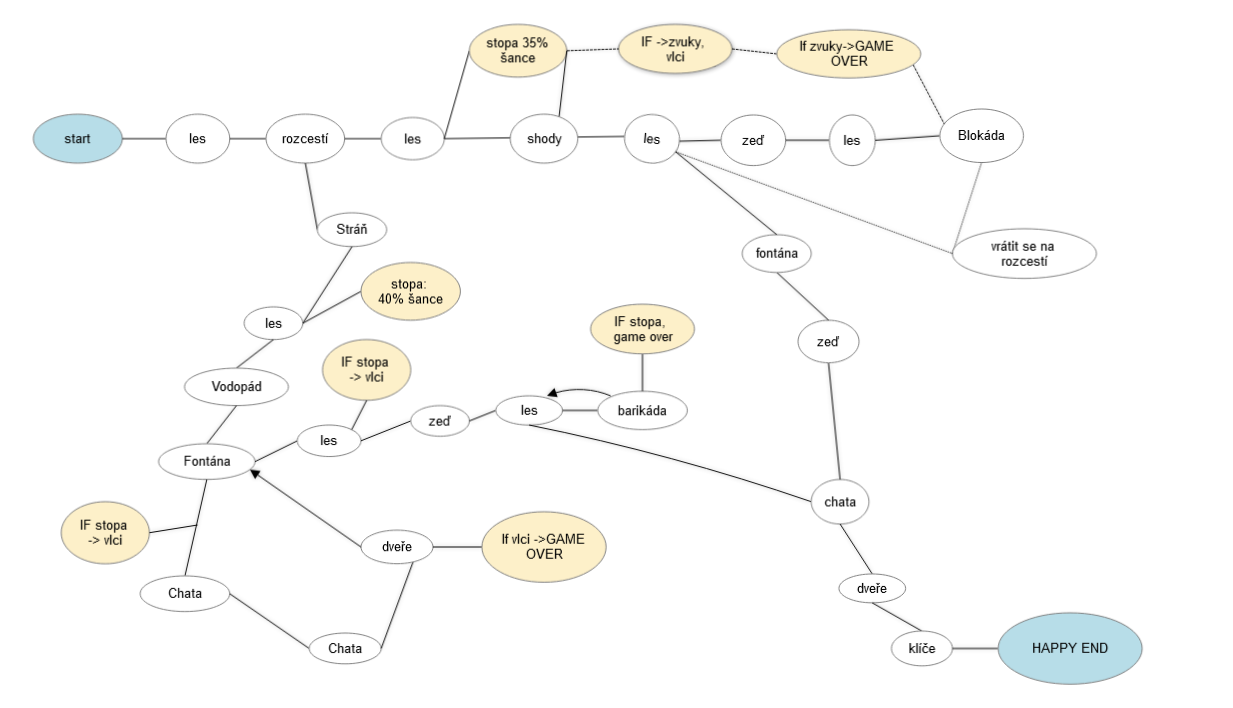 stopa 35%
šance
IF ->zvuky,
vlci
If zvuky->GAME
OVER
start
les
rozcestí
les
shody
les
zeď
les
Blokáda
Stráň
fontána
vrátit se na
rozcestí
stopa:
40% šance
les
IF stopa,
game over
zeď
IF stopa
-> vlci
Vodopád
les
barikáda
zeď
les
Fontána
chata
IF stopa
-> vlci
dveře
If vlci ->GAME
OVER
Chata
dveře
Chata
klíče
HAPPY END